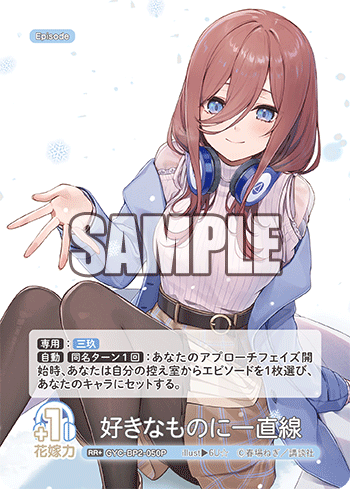 Episode
SAMPLE
専用：三玖
自動 同名ターン1回：あなたのアプローチフェイズ開
始時、あなたは自分の控え室からエピソードを1枚選び、
あなたのキャラにセットする。
+1
花嫁力
好きなものに一直線
RR+ GYC-BP2-050P illust▶ ©春場ねぎ／講談社